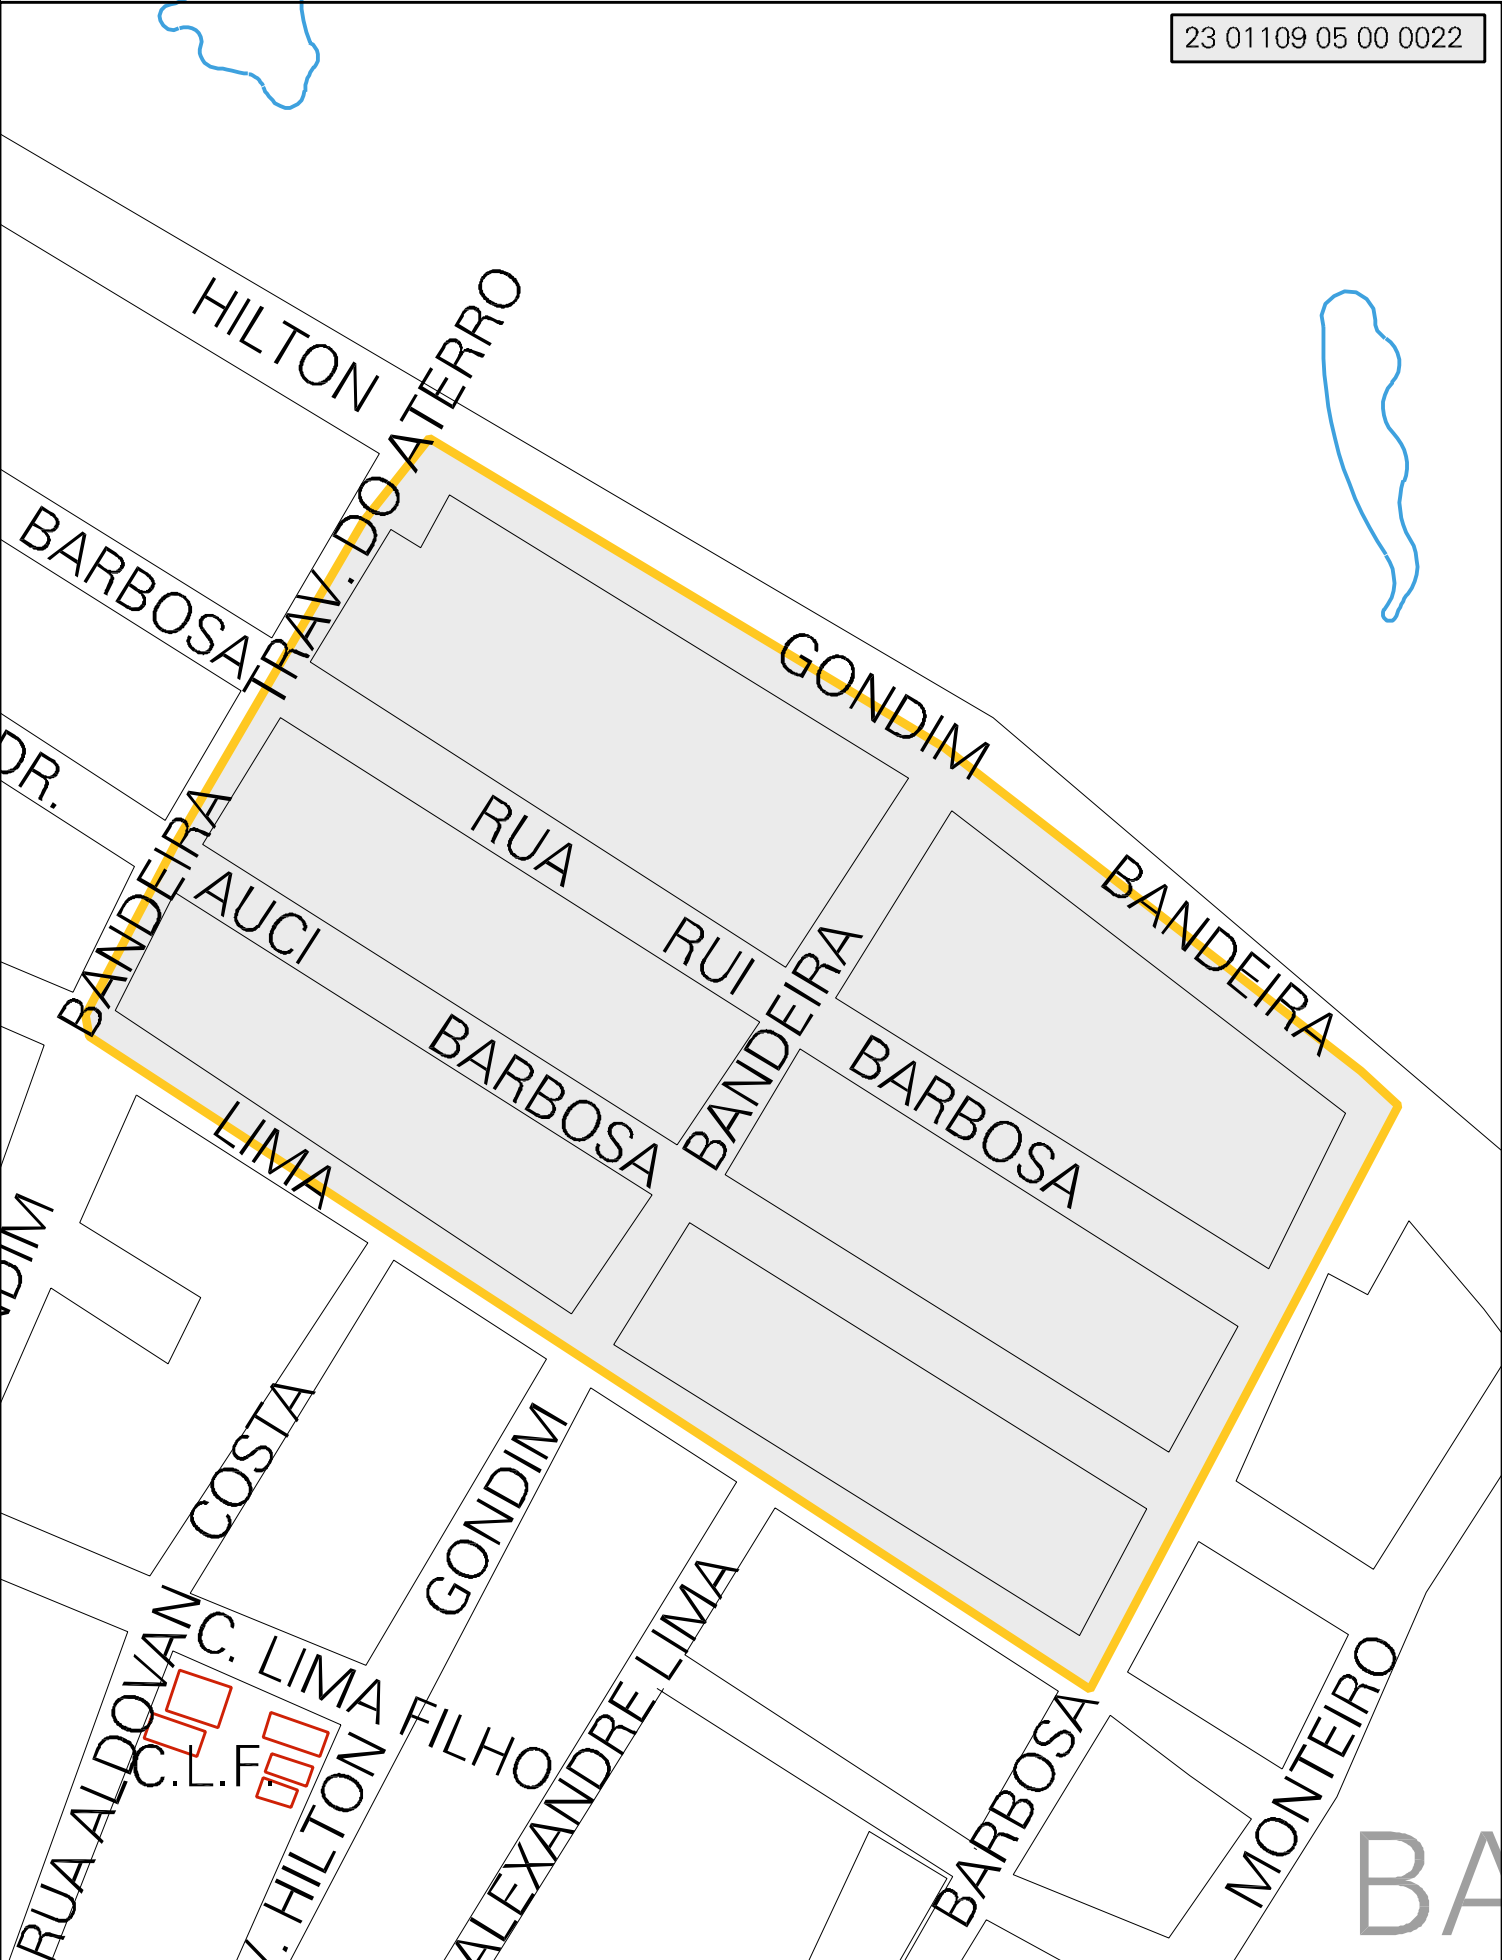 23 01109 05 00 0022
HILTON
TRAV. DO ATERRO
BARBOSA
GONDIM
DR.
BANDEIRA
RUA
BANDEIRA
AUCI
RUI
BANDEIRA
BARBOSA
BARBOSA
LIMA
NDIM
COSTA
GONDIM
ALEXANDRE LIMA
C. LIMA FILHO
RUA ALDOVAN
C.L.F.
V. HILTON
BARBOSA
MONTEIRO
BA